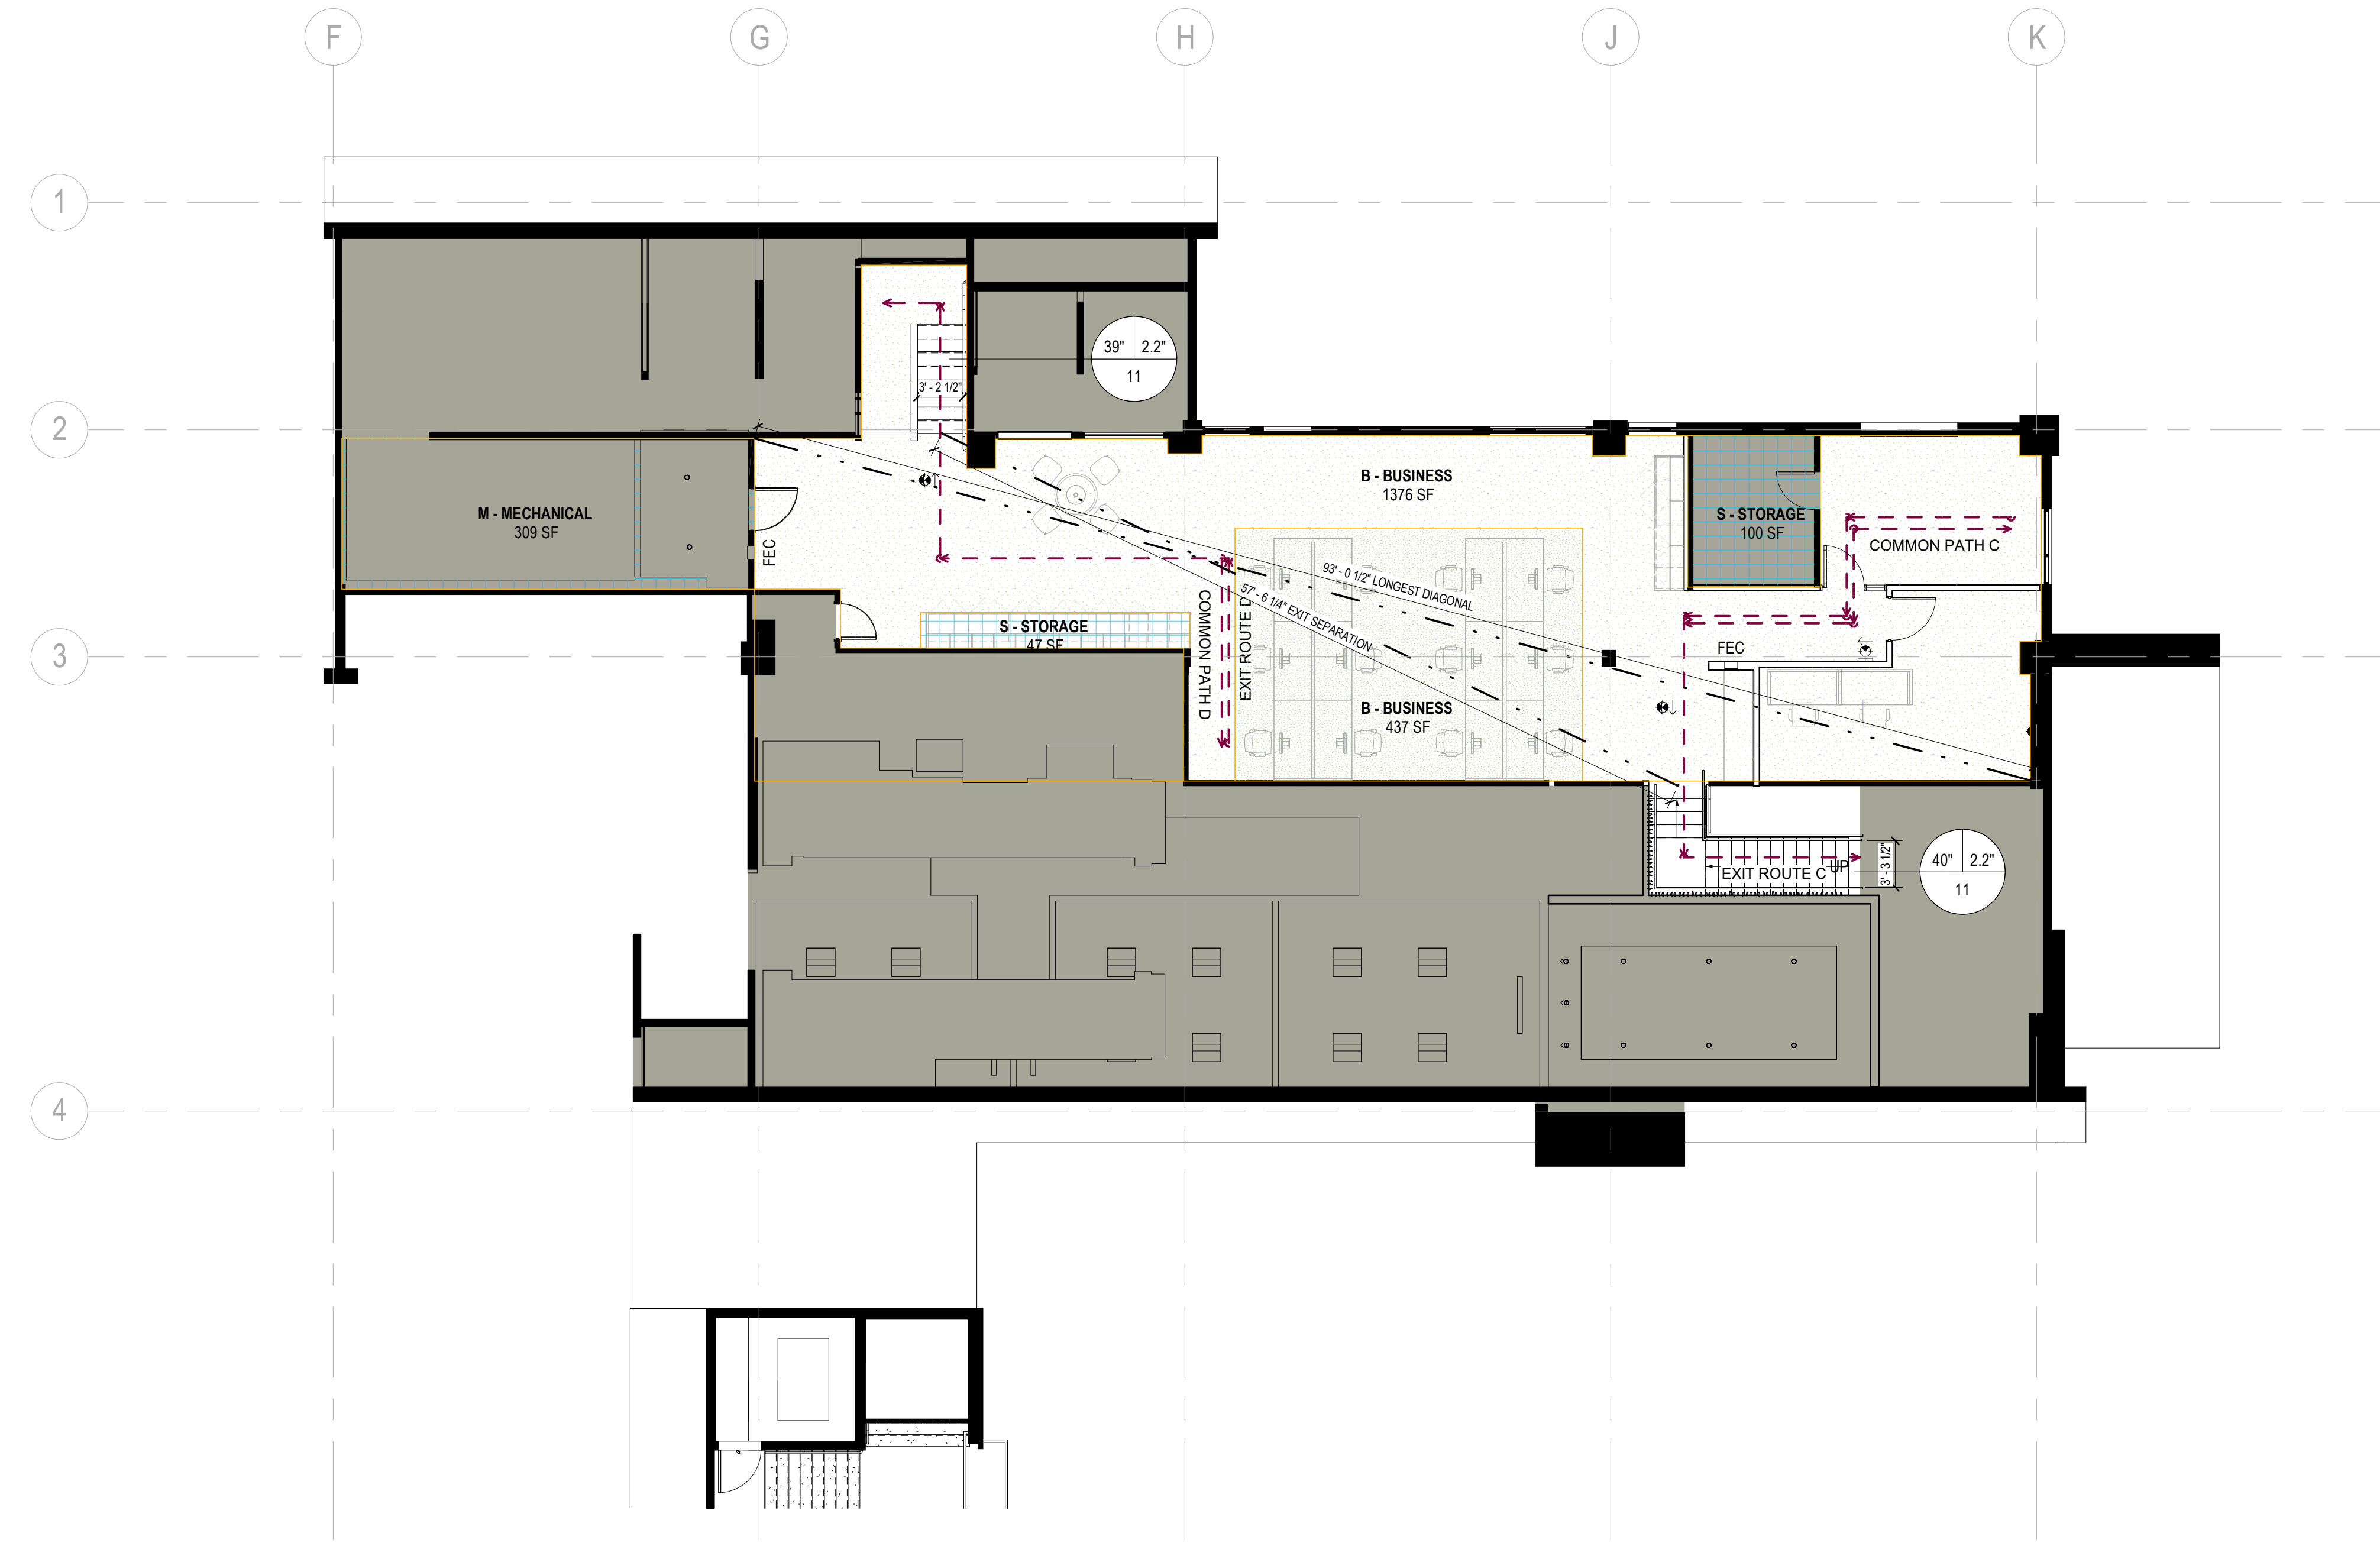 F
G
H
J
K
1
2
3
4
39" 2.2"
11
3' - 2 1/2"
B - BUSINESS
1376 SF
M - MECHANICAL
309 SF
S - STORAGE
100 SF
FEC
COMMON PATH C
93' - 0 1/2" LONGEST DIAGONAL
57' - 6 1/4" EXIT SEPARATION
S - STORAGE
47 SF
COMMON PATH D
EXIT ROUTE D
FEC
B - BUSINESS
437 SF
40" 2.2"
11
3' - 3 1/2"
EXIT ROUTE C
UP